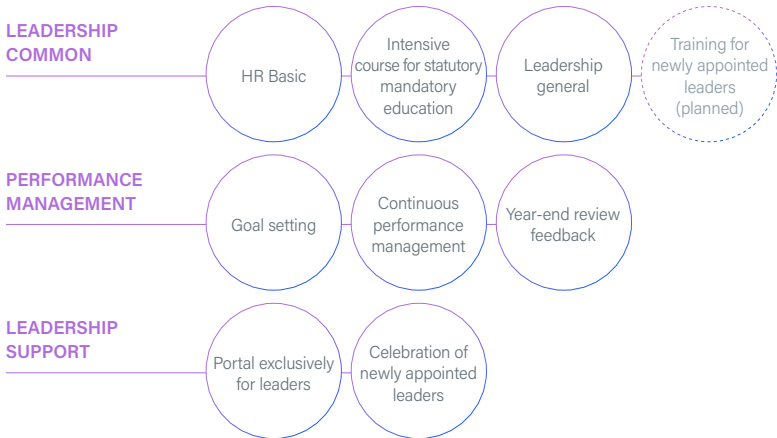 LEADERSHIP
COMMON
HR Basic
Intensive
course for statutory
mandatory
education
Leadership
general
Training for
newly appointed
leaders
(planned)
PERFORMANCE
MANAGEMENT
Goal setting
Continuous
performance
management
Year-end review
feedback
LEADERSHIP
SUPPORT
Portal exclusively
for leaders
Celebration of
newly appointed
leaders